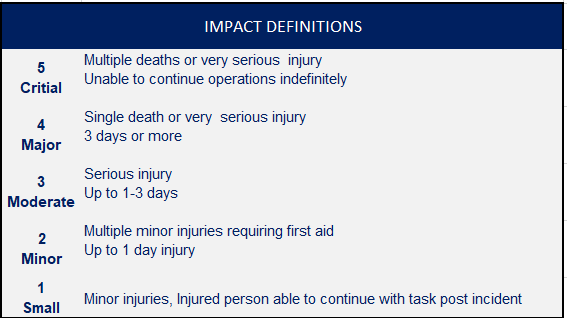 IMPACT DEFINITIONS
5
Critial
Multiple deaths or very serious  injury
Unable to continue operations indefinitely
4
Major
Single death or very  serious injury
3 days or more
3
Moderate
Serious injury
Up to 1-3 days
2
Minor
Multiple minor injuries requiring first aid
Up to 1 day injury
1
Small
Minor injuries, Injured person able to continue with task post incident